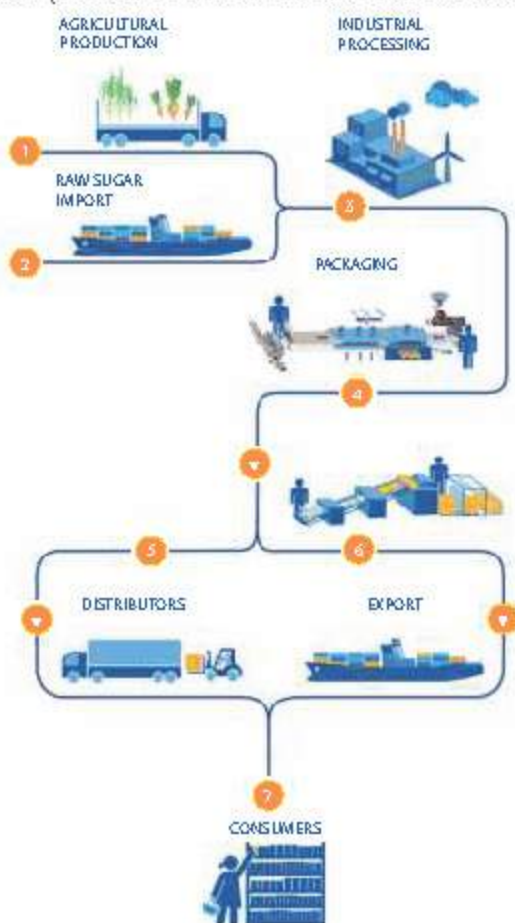 AGRICULTURAL
PRODUCTION
INDUSTRIAL
PROCESSING
1
RAW SUGAR
IMPORT
3
2
PACKAGING
4
5
6
DISTRIBUTORS
EXPORT
7
CONSUMERS